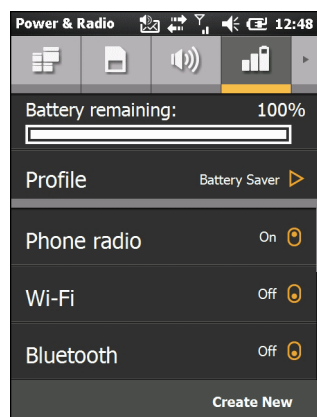 Power & Radio 12:48
Battery remaining: 100%
Profile Battery Saver
Phone radio On
Wi-Fi Off
Bluetooth Off
Create New